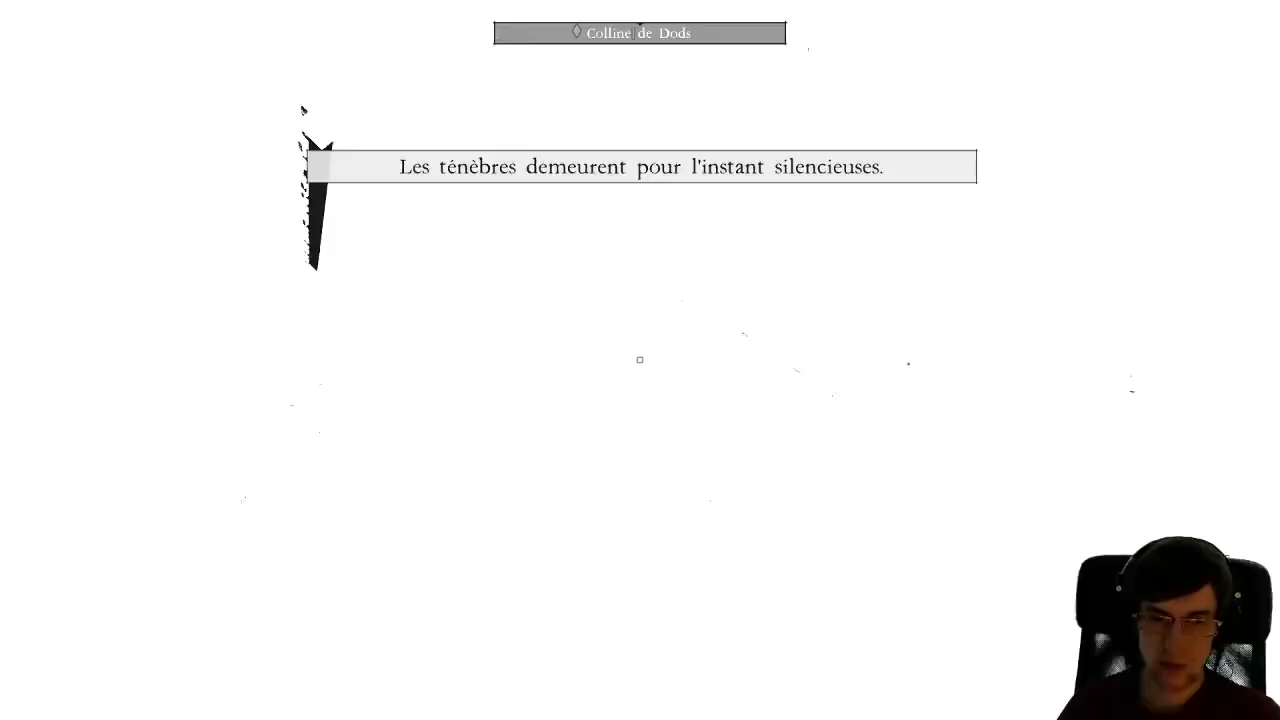 Colline de Dods
Les ténèbres demeurent pour l'instant silencieuses.